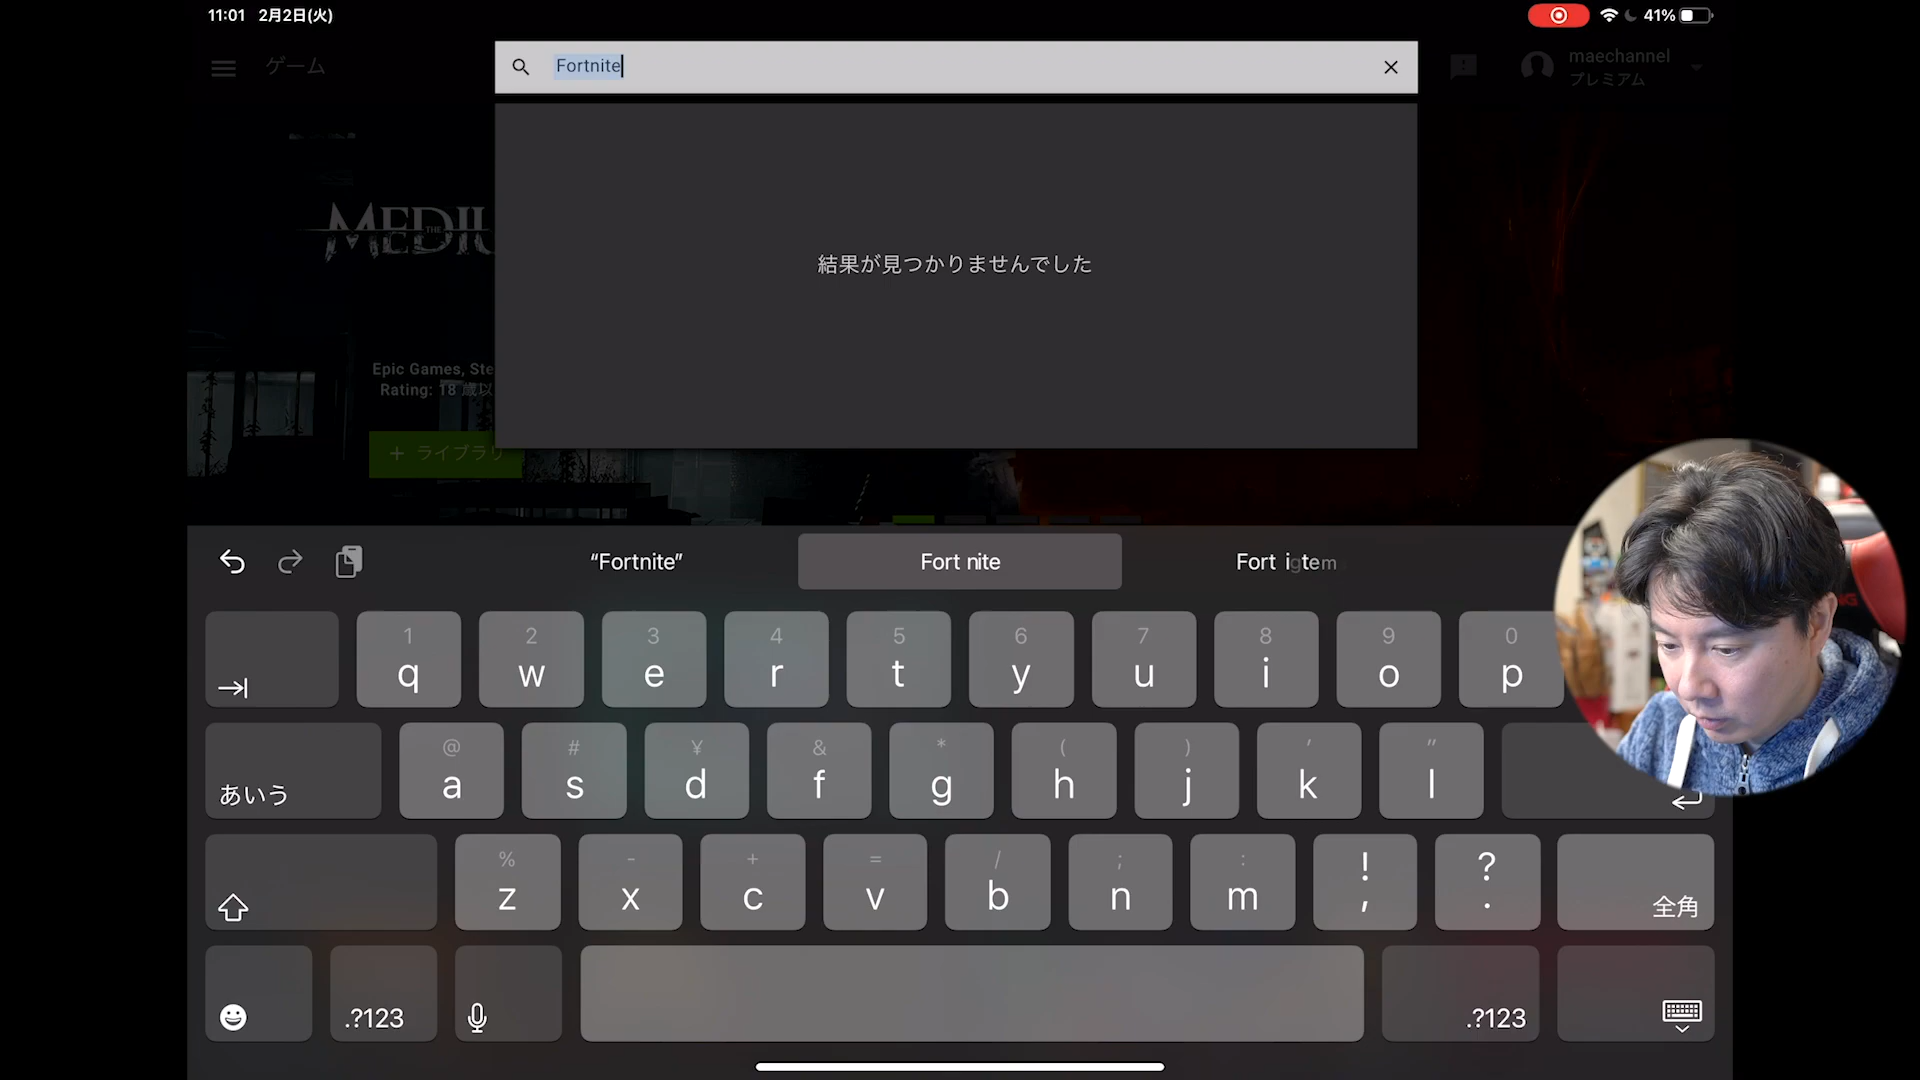 11:01 2月2日(火)
41%
ゲーム
Fortnite
maechannel
プレミアム
THE
結果が見つかりませんでした
Epic Games, Ste
Rating: 18 歳以
+ ライブラリ
“Fortnite”
Fort nite
1 2 3 4 5 6 7 8 9 0
q w e r t y u i o p
@ # ¥ & * ( ) ’ ”
あいう a s d f g h j k l
% - + = / ; : ! ?
z x c v b n m , . 全角
.?123 .?123